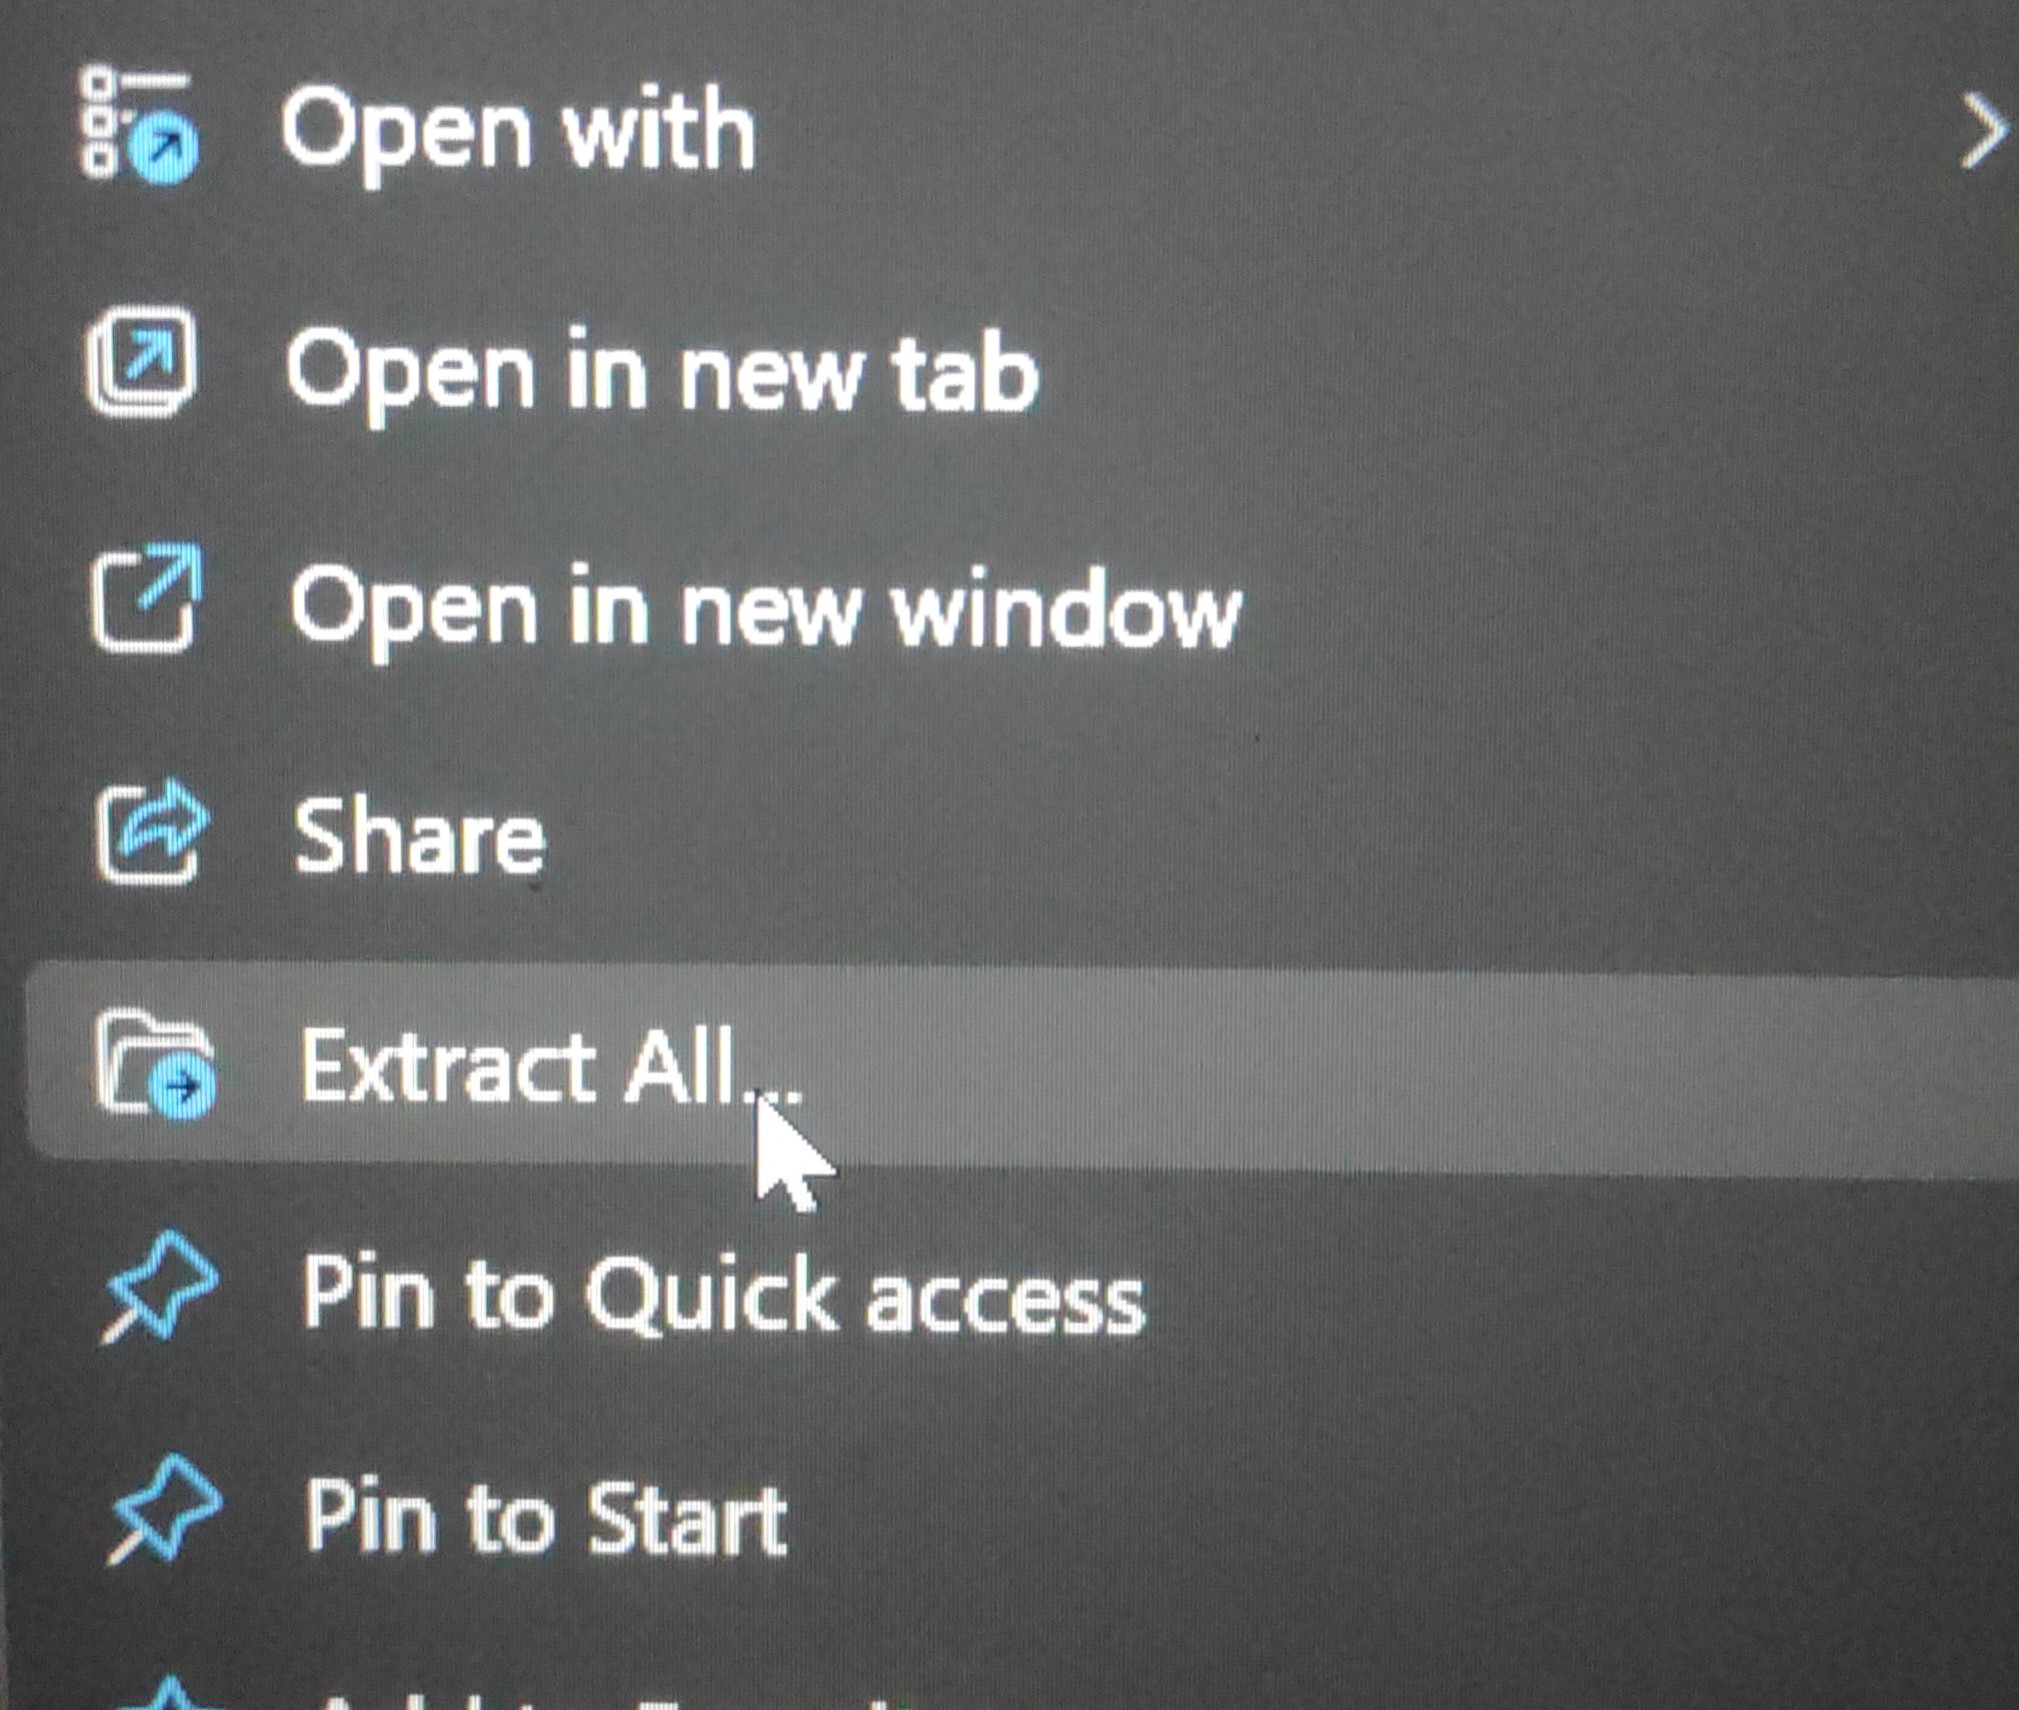 Open with
Open in new tab
Open in new window
Share
Extract All...
Pin to Quick access
Pin to Start